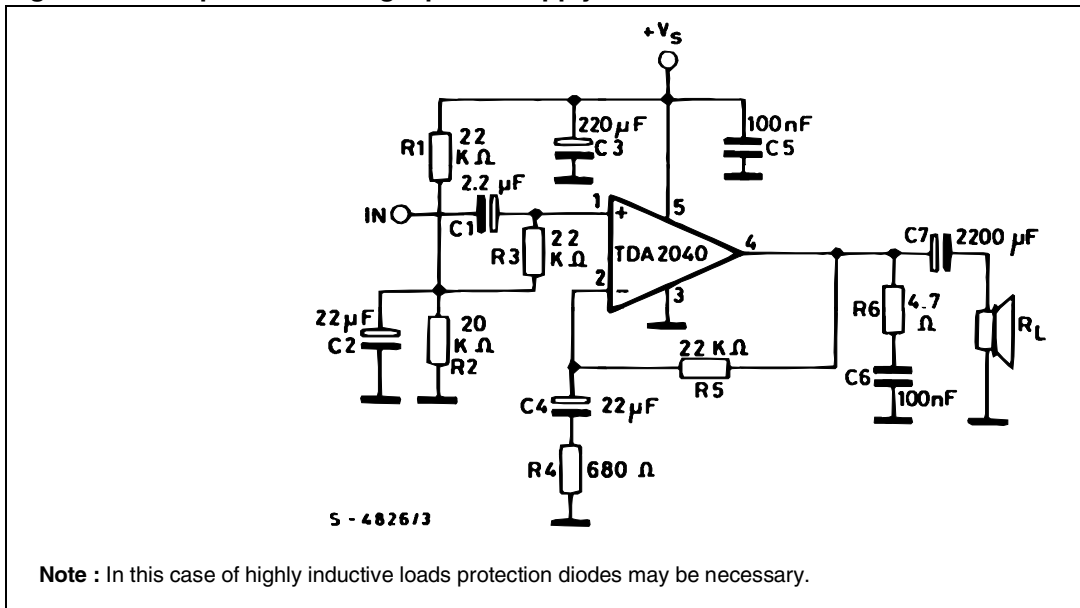 +VS
220 µF
C3
100nF
C5
R1
22
KΩ
2.2 µF
IN
C1
R3
22
KΩ
1
+
5
TDA2040
4
2
−
3
C7
2200 µF
22µF
C2
20
KΩ
R2
22 KΩ
R5
R6
4.7
Ω
RL
C6
100nF
C4
22µF
R4
680 Ω
S - 4826/3
Note : In this case of highly inductive loads protection diodes may be necessary.